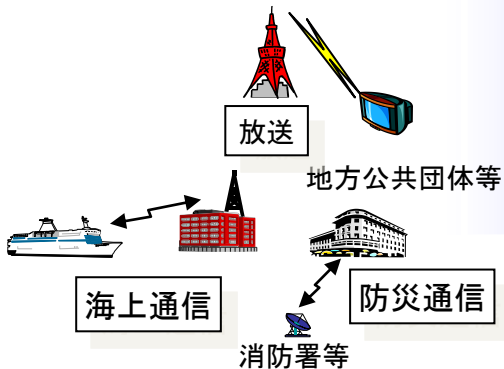 放送
地方公共団体等
海上通信
防災通信
消防署等